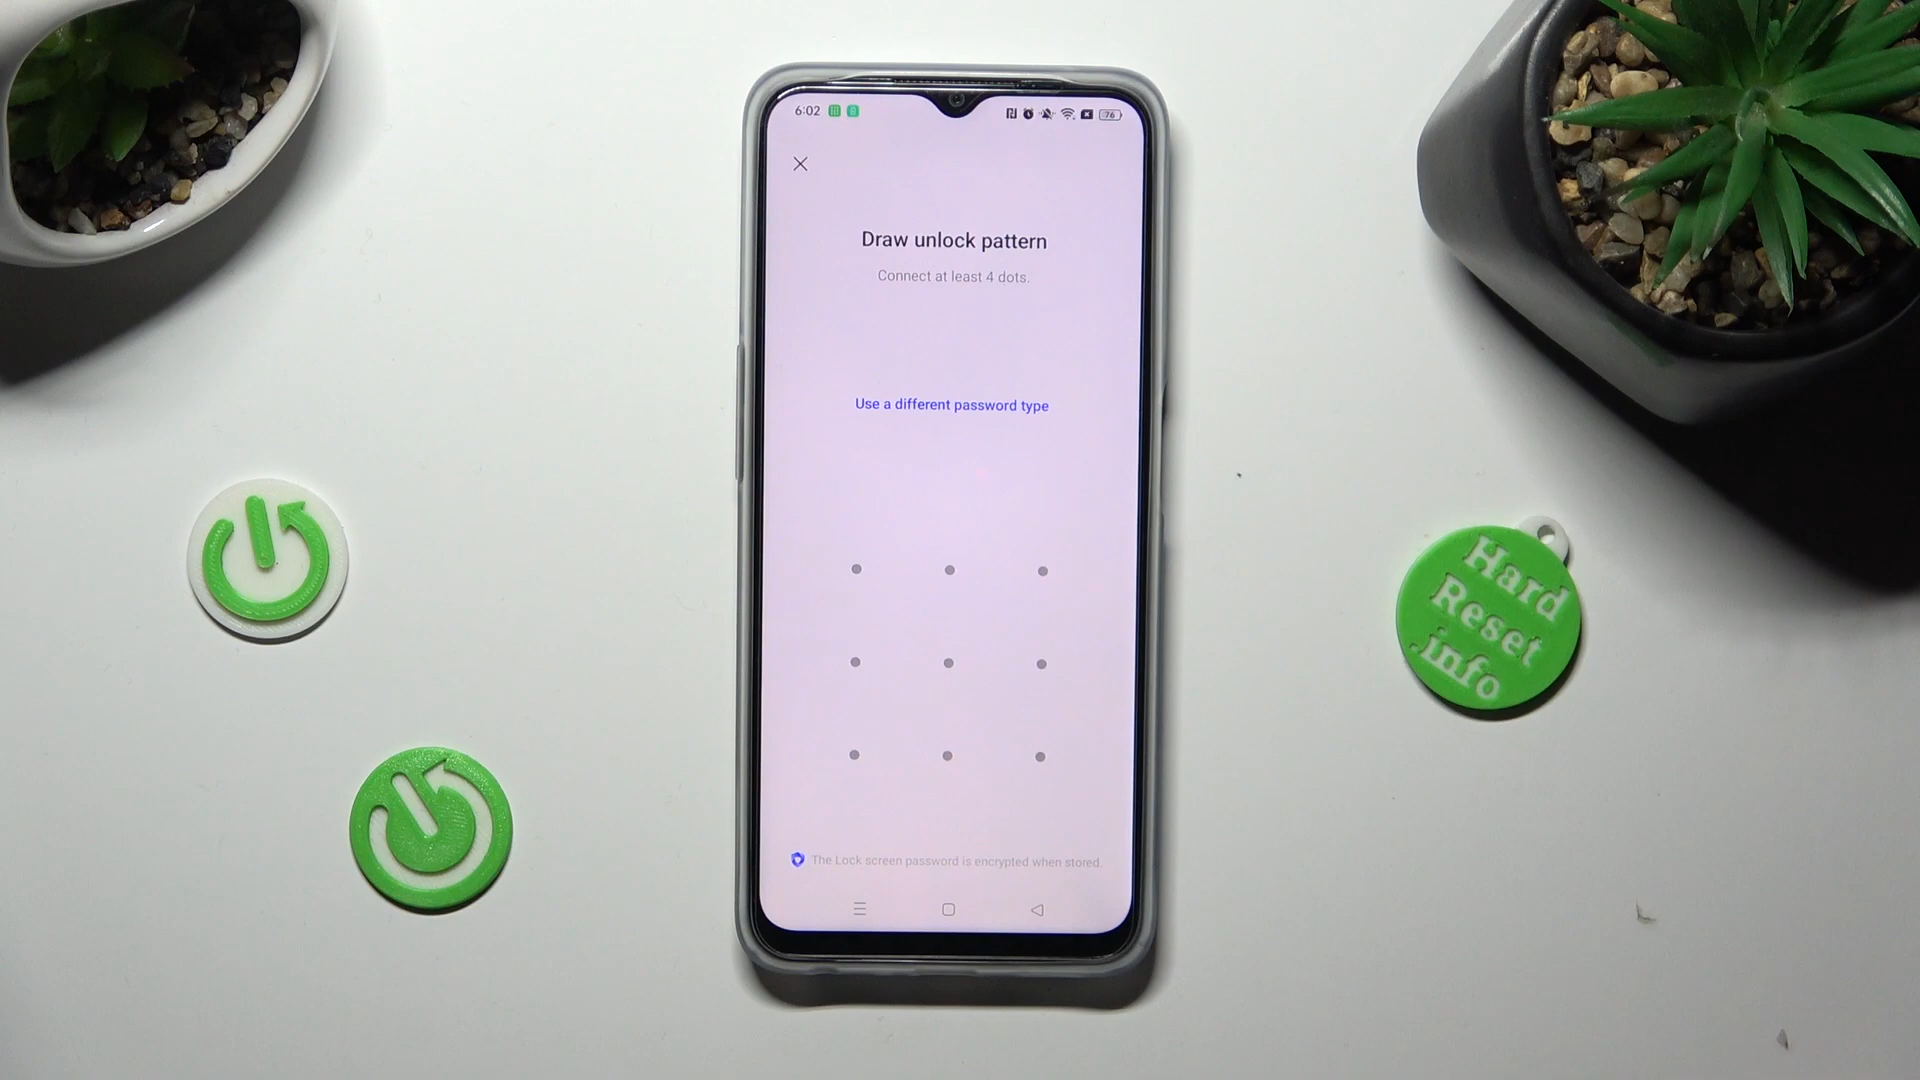 6:02
76
Draw unlock pattern
Connect at least 4 dots.
Use a different password type
The Lock screen password is encrypted when stored.
Hard
Reset
.info